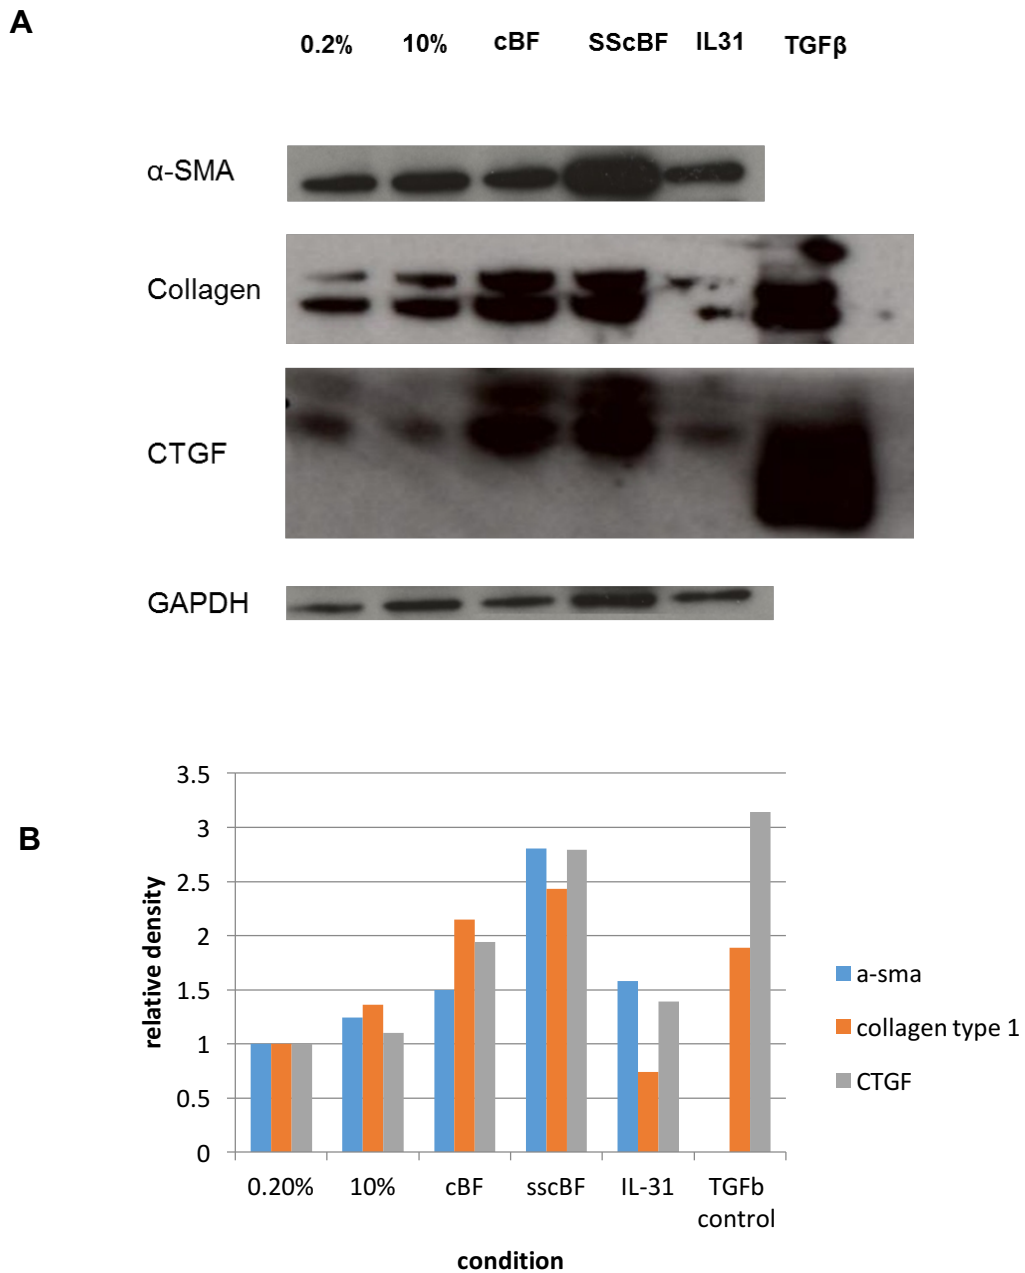 A
0.2% 10% cBF SScBF IL31 TGFβ
α-SMA
Collagen
CTGF
GAPDH
B
3.5
3
2.5
2
1.5
1
0.5
0
relative density
0.20% 10% cBF sscBF IL-31 TGFb
control
condition
a-sma
collagen type 1
CTGF